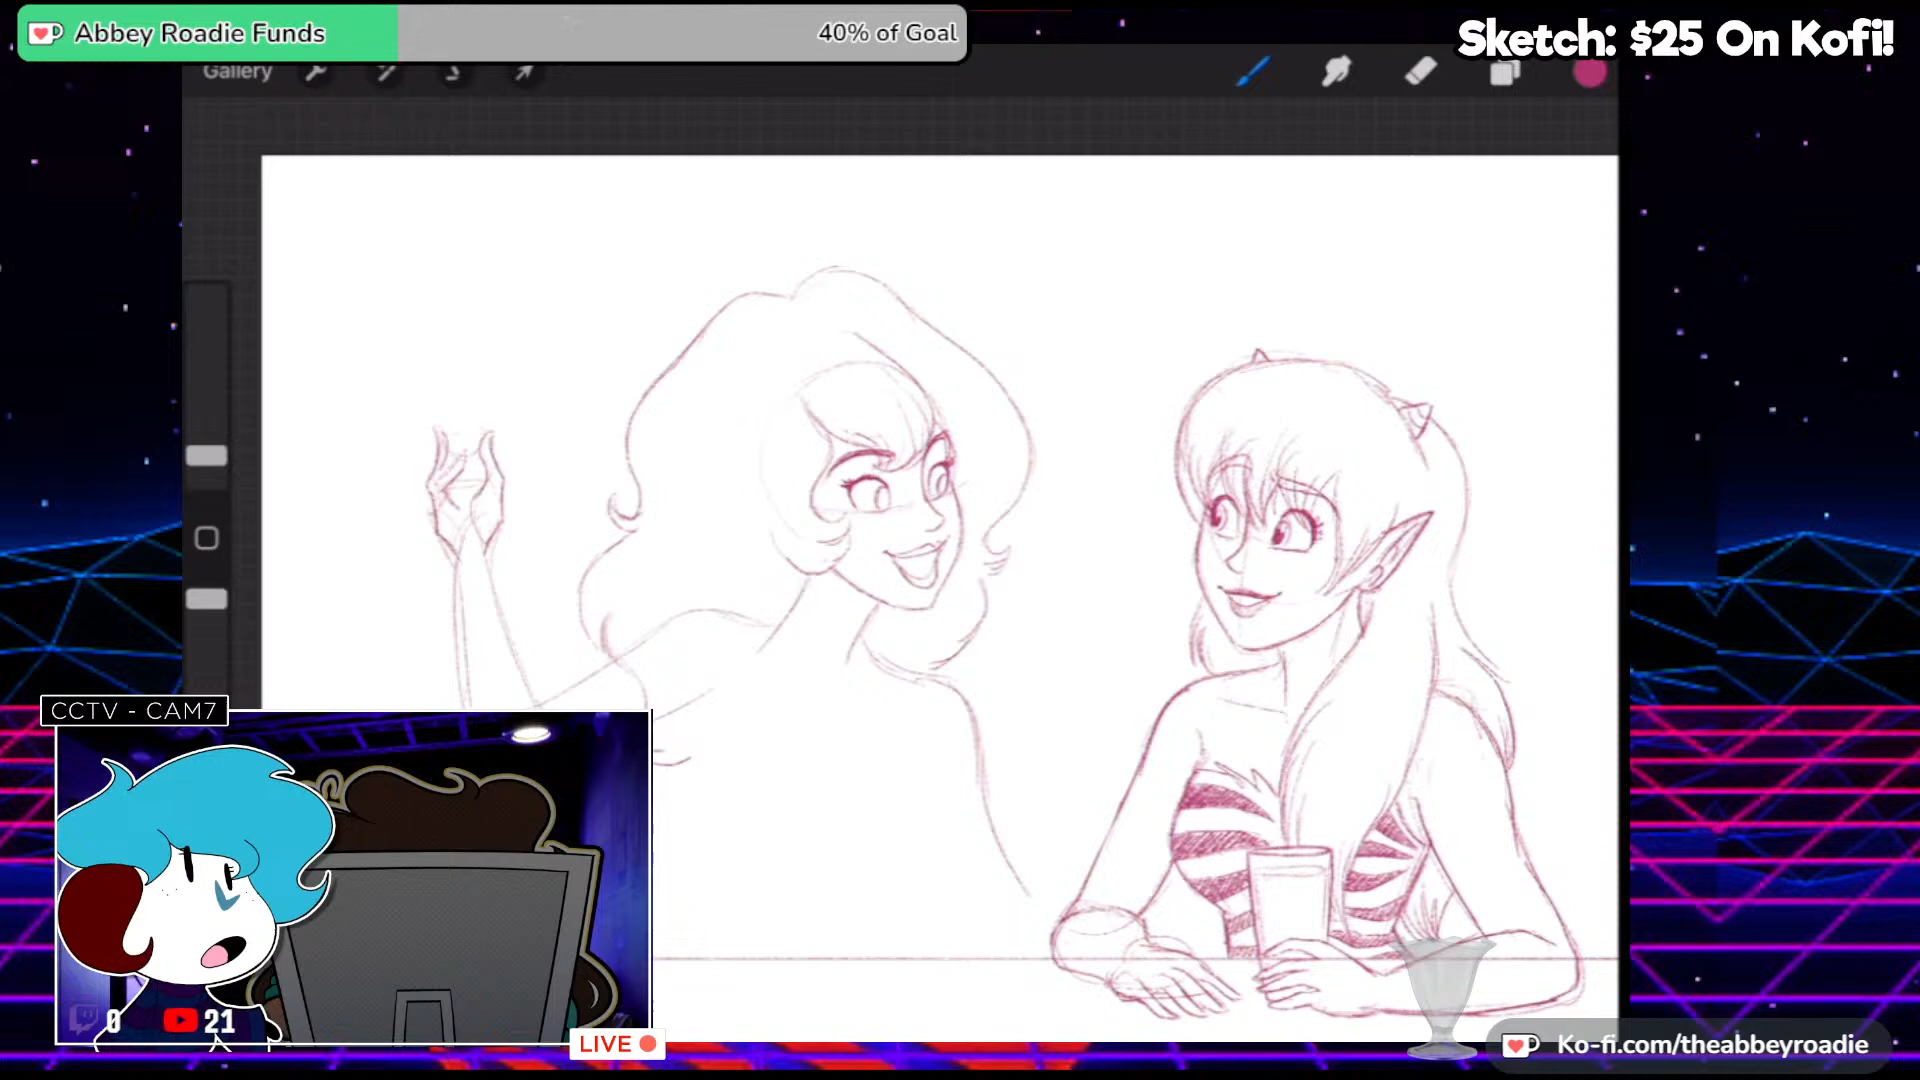 Abbey Roadie Funds
40% of Goal
Sketch: $25 On Kofi!
Gallery
CCTV - CAM7
0
21
LIVE
Ko-fi.com/theabbeyroadie